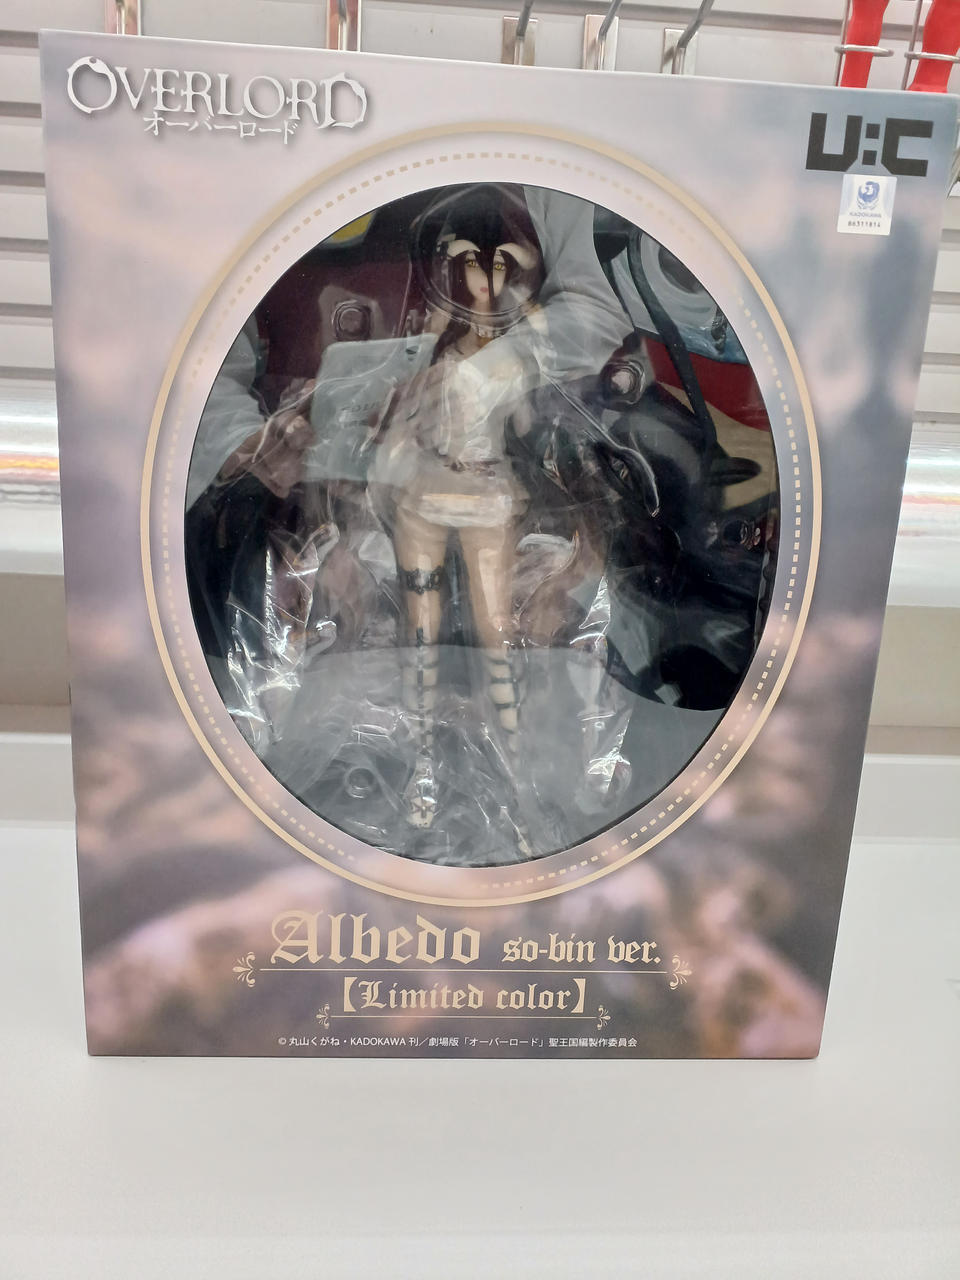 OVERLORD
オーバーロード
U:C
KADOKAWA
86311814
Albedo so-bin ver.
【Limited color】
© 丸山くがね・KADOKAWA 刊／劇場版「オーバーロード」聖王国編製作委員会